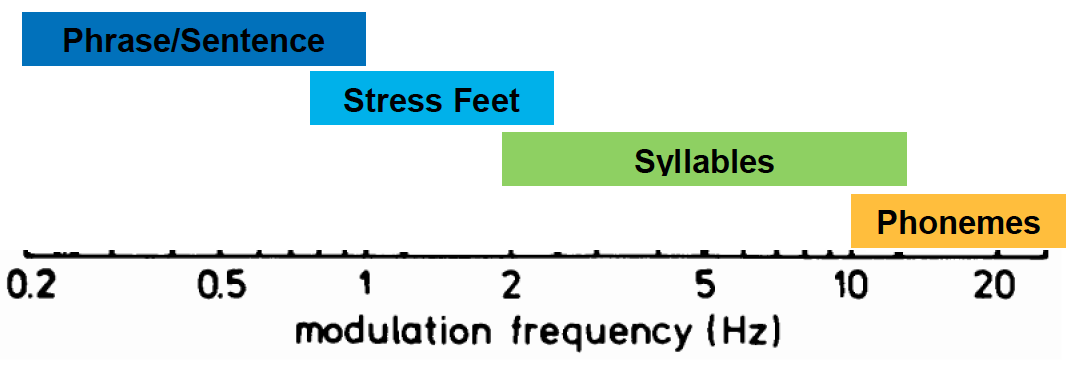 Phrase/Sentence
Stress Feet
Syllables
Phonemes
0.2 0.5 1 2 5 10 20
modulation frequency (Hz)